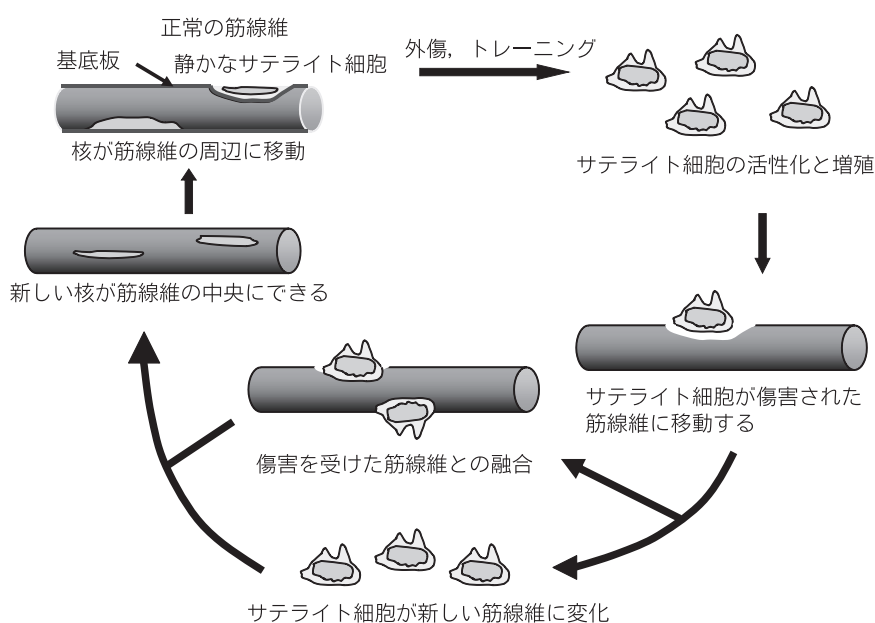 正常の筋線維
基底板
静かなサテライト細胞
核が筋線維の周辺に移動
外傷，トレーニング
サテライト細胞の活性化と増殖
サテライト細胞が傷害された
筋線維に移動する
傷害を受けた筋線維との融合
サテライト細胞が新しい筋線維に変化
新しい核が筋線維の中央にできる